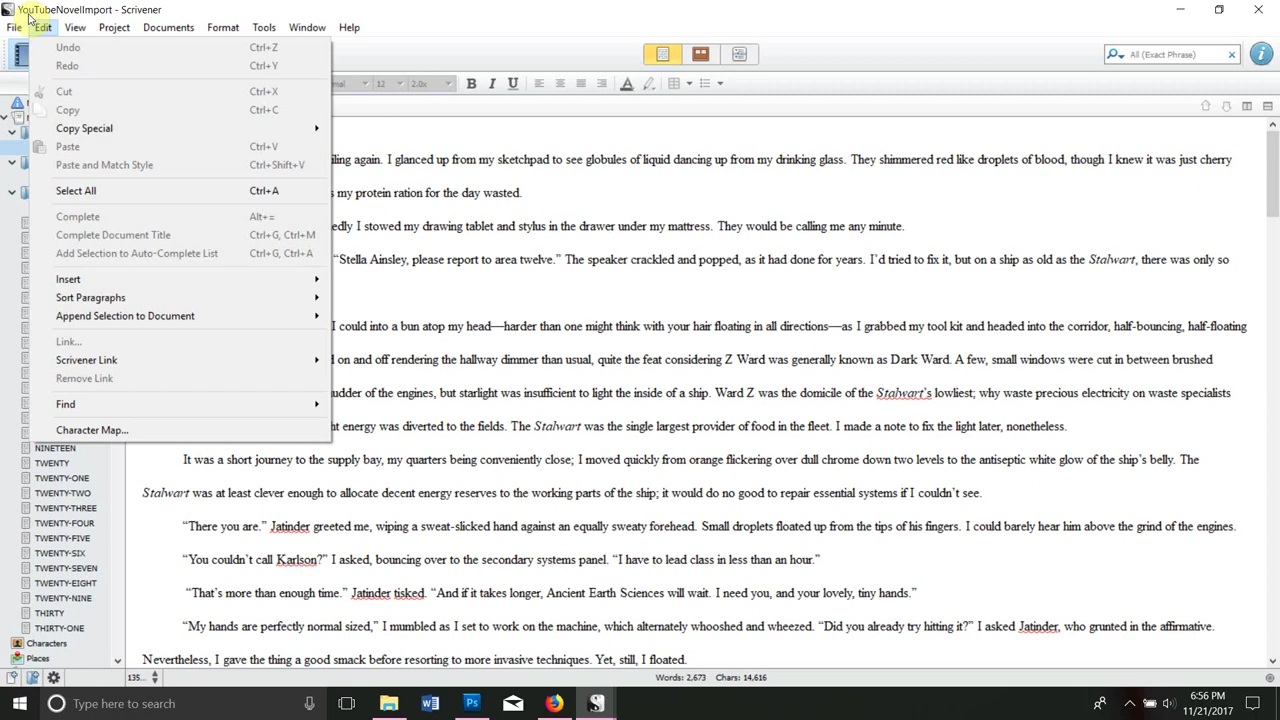 YouTubeNovelImport - Scrivener
File Edit View Project Documents Format Tools Window Help
Undo Ctrl+Z
Redo Ctrl+Y
Cut Ctrl+X
Copy Ctrl+C
Copy Special
Paste Ctrl+V
Paste and Match Style Ctrl+Shift+V
Select All Ctrl+A
Complete Alt+=
Complete Document Title Ctrl+G, Ctrl+M
Add Selection to Auto-Complete List Ctrl+G, Ctrl+A
Insert
Sort Paragraphs
Append Selection to Document
Link...
Scrivener Link
Remove Link
Find
Character Map...
All (Exact Phrase)
12 2.0x B I U A
NINETEEN
TWENTY
TWENTY-ONE
TWENTY-TWO
TWENTY-THREE
TWENTY-FOUR
TWENTY-FIVE
TWENTY-SIX
TWENTY-SEVEN
TWENTY-EIGHT
TWENTY-NINE
THIRTY
THIRTY-ONE
Characters
Places
again. I glanced up from my sketchpad to see globules of liquid dancing up from my drinking glass. They shimmered red like droplets of blood, though I knew it was just cherry
my protein ration for the day wasted.
I stowed my drawing tablet and stylus in the drawer under my mattress. They would be calling me any minute.
“Stella Ainsley, please report to area twelve.” The speaker crackled and popped, as it had done for years. I’d tried to fix it, but on a ship as old as the Stalwart, there was only so
I could into a bun atop my head—harder than one might think with your hair floating in all directions—as I grabbed my tool kit and headed into the corridor, half-bouncing, half-floating
on and off rendering the hallway dimmer than usual, quite the feat considering Z Ward was generally known as Dark Ward. A few, small windows were cut in between brushed
of the engines, but starlight was insufficient to light the inside of a ship. Ward Z was the domicile of the Stalwart’s lowliest; why waste precious electricity on waste specialists
energy was diverted to the fields. The Stalwart was the single largest provider of food in the fleet. I made a note to fix the light later, nonetheless.
It was a short journey to the supply bay, my quarters being conveniently close; I moved quickly from orange flickering over dull chrome down two levels to the antiseptic white glow of the ship’s belly. The
Stalwart was at least clever enough to allocate decent energy reserves to the working parts of the ship; it would do no good to repair essential systems if I couldn’t see.
“There you are.” Jatinder greeted me, wiping a sweat-slicked hand against an equally sweaty forehead. Small droplets floated up from the tips of his fingers. I could barely hear him above the grind of the engines.
“You couldn’t call Karlson?” I asked, bouncing over to the secondary systems panel. “I have to lead class in less than an hour.”
“That’s more than enough time.” Jatinder tisked. “And if it takes longer, Ancient Earth Sciences will wait. I need you, and your lovely, tiny hands.”
“My hands are perfectly normal sized,” I mumbled as I set to work on the machine, which alternately whooshed and wheezed. “Did you already try hitting it?” I asked Jatinder, who grunted in the affirmative.
Nevertheless, I gave the thing a good smack before resorting to more invasive techniques. Yet, still, I floated.
135... Words: 2,673 Chars: 14,616
Type here to search
6:56 PM
11/21/2017